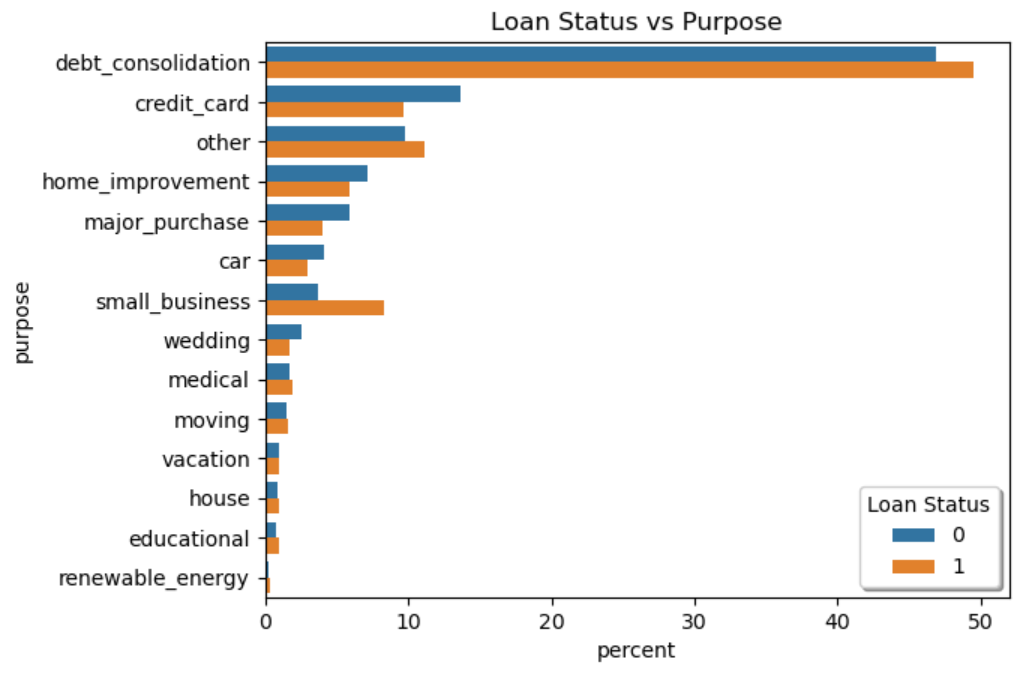 Loan Status vs Purpose
debt_consolidation
credit_card
other
home_improvement
major_purchase
car
small_business
wedding
medical
moving
vacation
house
educational
renewable_energy
purpose
0 10 20 30 40 50
percent
Loan Status
0
1